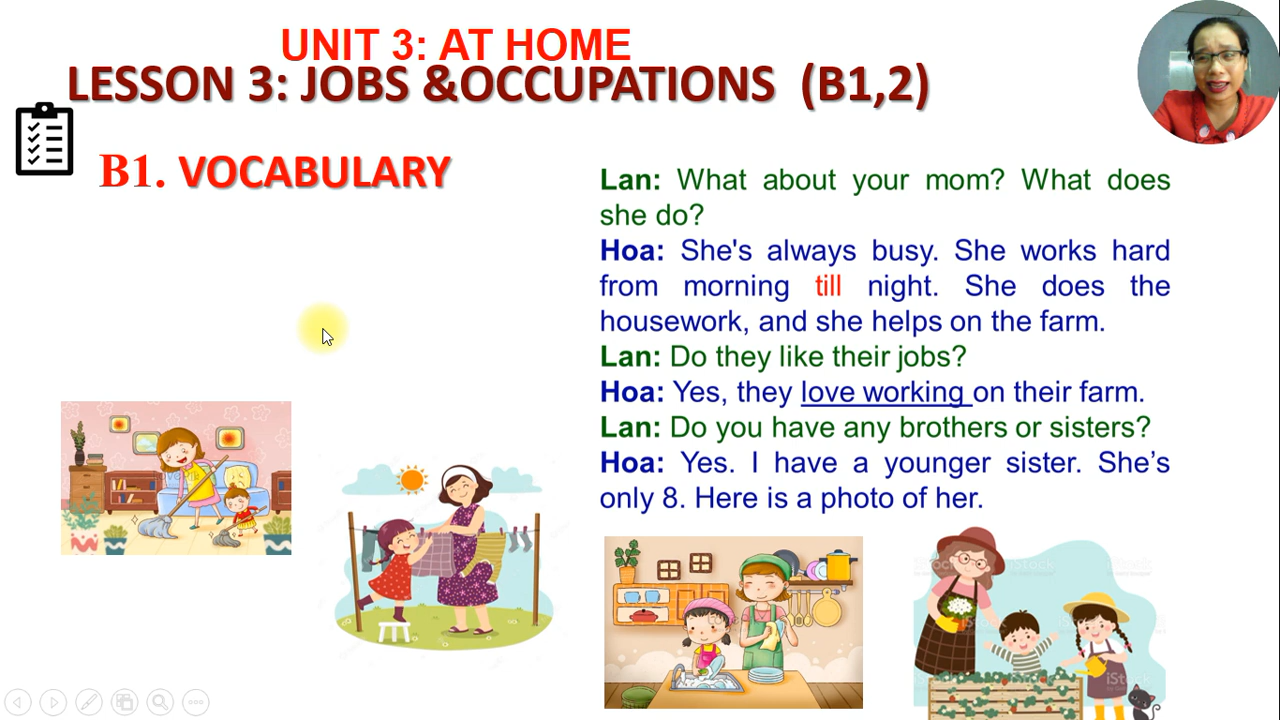 UNIT 3: AT HOME
LESSON 3: JOBS &OCCUPATIONS (B1,2)
B1. VOCABULARY
Lan: What about your mom? What does
she do?
Hoa: She's always busy. She works hard
from morning till night. She does the
housework, and she helps on the farm.
Lan: Do they like their jobs?
Hoa: Yes, they love working on their farm.
Lan: Do you have any brothers or sisters?
Hoa: Yes. I have a younger sister. She’s
only 8. Here is a photo of her.
iStock
iStock